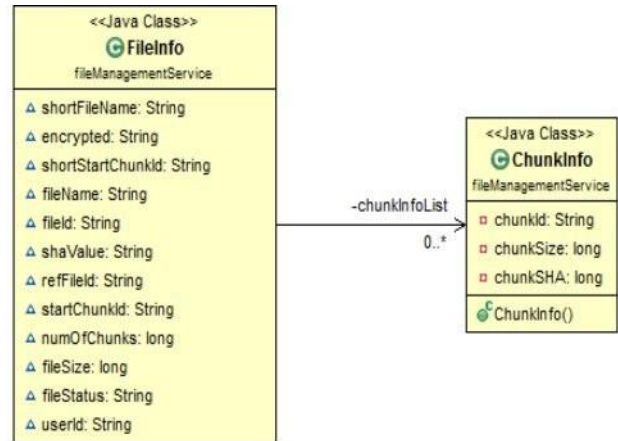 <<Java Class>>
FileInfo
fileManagementService
shortFileName: String
encrypted: String
shortStartChunkId: String
fileName: String
fileId: String
shaValue: String
refFileId: String
startChunkId: String
numOfChunks: long
fileSize: long
fileStatus: String
userId: String
-chunkInfoList
0..*
<<Java Class>>
ChunkInfo
fileManagementService
chunkId: String
chunkSize: long
chunkSHA: long
ChunkInfo()